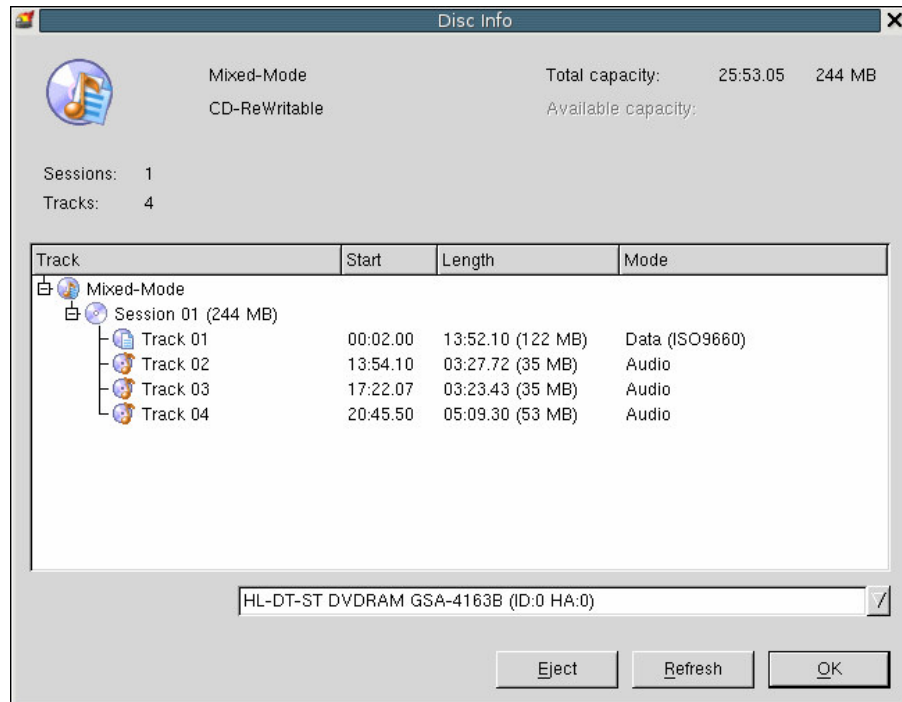 Disc Info
Mixed-Mode Total capacity: 25:53.05 244 MB
CD-ReWritable Available capacity:
Sessions: 1
Tracks: 4
Track Start Length Mode
Mixed-Mode
Session 01 (244 MB)
Track 01 00:02.00 13:52.10 (122 MB) Data (ISO9660)
Track 02 13:54.10 03:27.72 (35 MB) Audio
Track 03 17:22.07 03:23.43 (35 MB) Audio
Track 04 20:45.50 05:09.30 (53 MB) Audio
HL-DT-ST DVDRAM GSA-4163B (ID:0 HA:0)
Eject Refresh OK